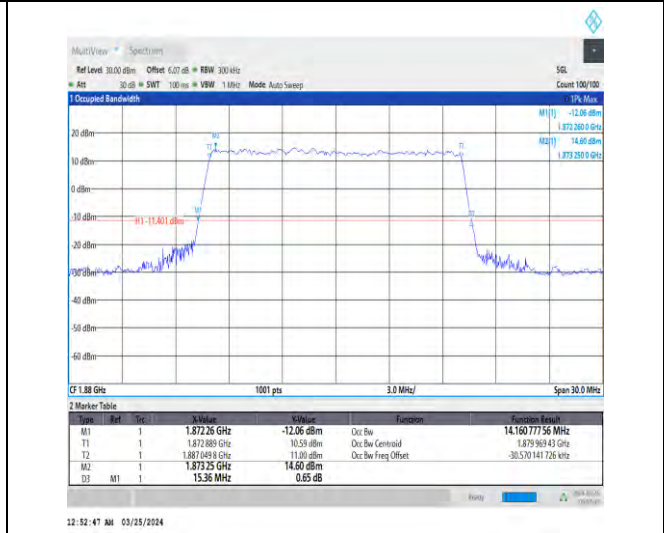 MultiView Spectrum
Ref Level 30.00 dBm Offset 6.07 dB RBW 300 kHz SGL
Att 30 dB SWT 100 ms VBW 1 MHz Mode Auto Sweep Count 100/100
1 Occupied Bandwidth 1Pk Max
M1[1] -12.06 dBm
1.872 260 0 GHz
M2[1] 14.60 dBm
1.873 250 0 GHz
20 dBm
M2
T1 T2
10 dBm
0 dBm
M1
-10 dBm
H1 -11.401 dBm
-20 dBm
-30 dBm
-40 dBm
-50 dBm
-60 dBm
CF 1.88 GHz 1001 pts 3.0 MHz/ Span 30.0 MHz
2 Marker Table
Type Ref Trc X-Value Y-Value Function Function Result
M1 1 1.872 26 GHz -12.06 dBm Occ Bw 14.160 777 56 MHz
T1 1 1.872 889 GHz 10.59 dBm Occ Bw Centroid 1.879 969 43 GHz
T2 1 1.887 049 8 GHz 11.00 dBm Occ Bw Freq Offset -30.570 141 726 kHz
M2 1 1.873 25 GHz 14.60 dBm
D3 M1 1 15.36 MHz 0.65 dB
Ready
12:52:47 AM 03/25/2024